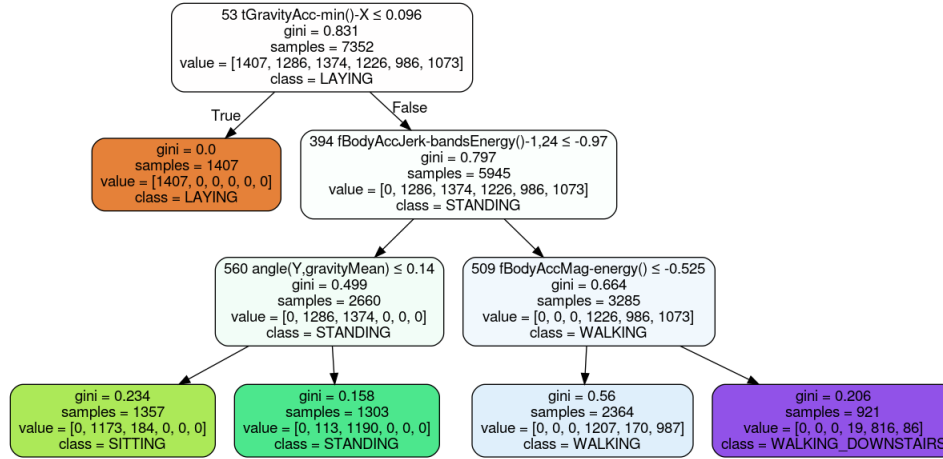 53 tGravityAcc-min()-X ≤ 0.096
gini = 0.831
samples = 7352
value = [1407, 1286, 1374, 1226, 986, 1073]
class = LAYING
True
False
gini = 0.0
samples = 1407
value = [1407, 0, 0, 0, 0, 0]
class = LAYING
394 fBodyAccJerk-bandsEnergy()-1,24 ≤ -0.97
gini = 0.797
samples = 5945
value = [0, 1286, 1374, 1226, 986, 1073]
class = STANDING
560 angle(Y,gravityMean) ≤ 0.14
gini = 0.499
samples = 2660
value = [0, 1286, 1374, 0, 0, 0]
class = STANDING
509 fBodyAccMag-energy() ≤ -0.525
gini = 0.664
samples = 3285
value = [0, 0, 0, 1226, 986, 1073]
class = WALKING
gini = 0.234
samples = 1357
value = [0, 1173, 184, 0, 0, 0]
class = SITTING
gini = 0.158
samples = 1303
value = [0, 113, 1190, 0, 0, 0]
class = STANDING
gini = 0.56
samples = 2364
value = [0, 0, 0, 1207, 170, 987]
class = WALKING
gini = 0.206
samples = 921
value = [0, 0, 0, 19, 816, 86]
class = WALKING_DOWNSTAIRS